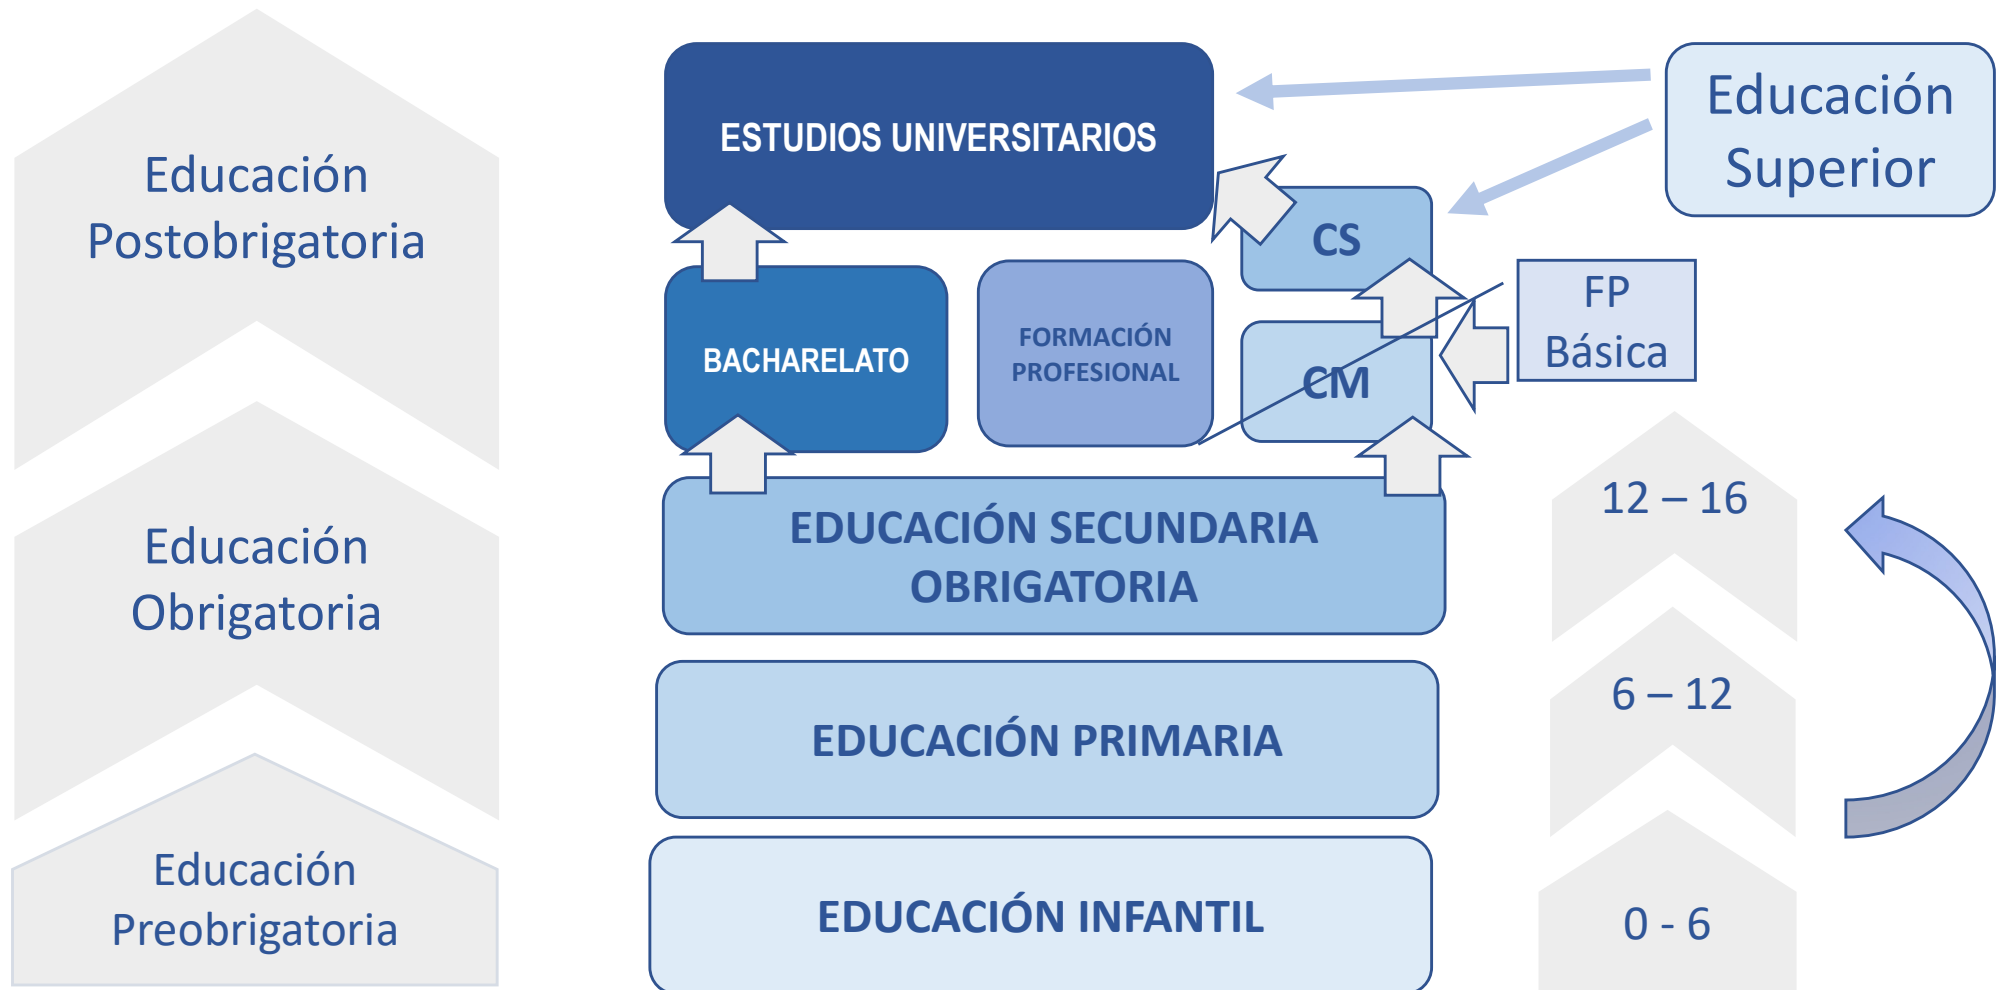 Educación
Postobrigatoria
Educación
Obrigatoria
Educación
Preobrigatoria
ESTUDIOS UNIVERSITARIOS
BACHARELATO
FORMACIÓN
PROFESIONAL
CS
CM
EDUCACIÓN SECUNDARIA
OBRIGATORIA
EDUCACIÓN PRIMARIA
EDUCACIÓN INFANTIL
Educación
Superior
FP
Básica
12 – 16
6 – 12
0 - 6